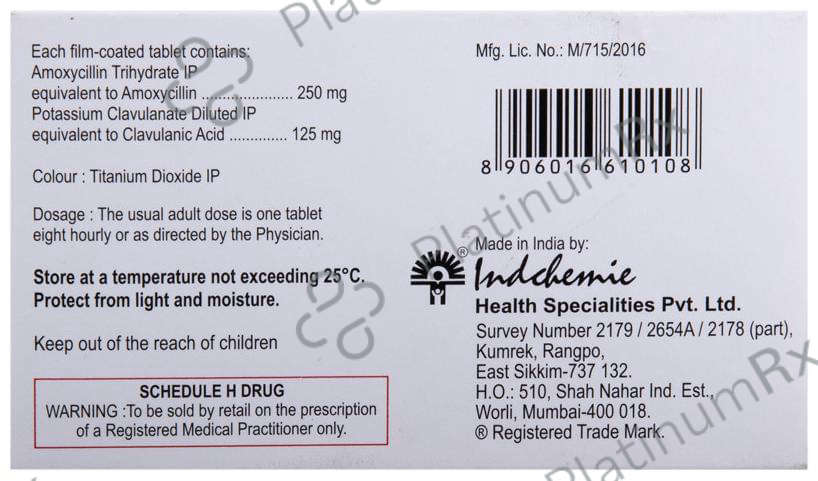 Each film-coated tablet contains:
Amoxycillin Trihydrate IP
equivalent to Amoxycillin ...................... 250 mg
Potassium Clavulanate Diluted IP
equivalent to Clavulanic Acid ............. 125 mg
Colour : Titanium Dioxide IP
Dosage : The usual adult dose is one tablet
eight hourly or as directed by the Physician.
Store at a temperature not exceeding 25°C.
Protect from light and moisture.
Keep out of the reach of children
SCHEDULE H DRUG
WARNING :To be sold by retail on the prescription
of a Registered Medical Practitioner only.
Mfg. Lic. No.: M/715/2016
8 906016 610108
Made in India by:
®
Indchemie
Health Specialities Pvt. Ltd.
Survey Number 2179 / 2654A / 2178 (part),
Kumrek, Rangpo,
East Sikkim-737 132.
H.O.: 510, Shah Nahar Ind. Est.,
Worli, Mumbai-400 018.
® Registered Trade Mark.
PlatinumRx
PlatinumRx
Platin